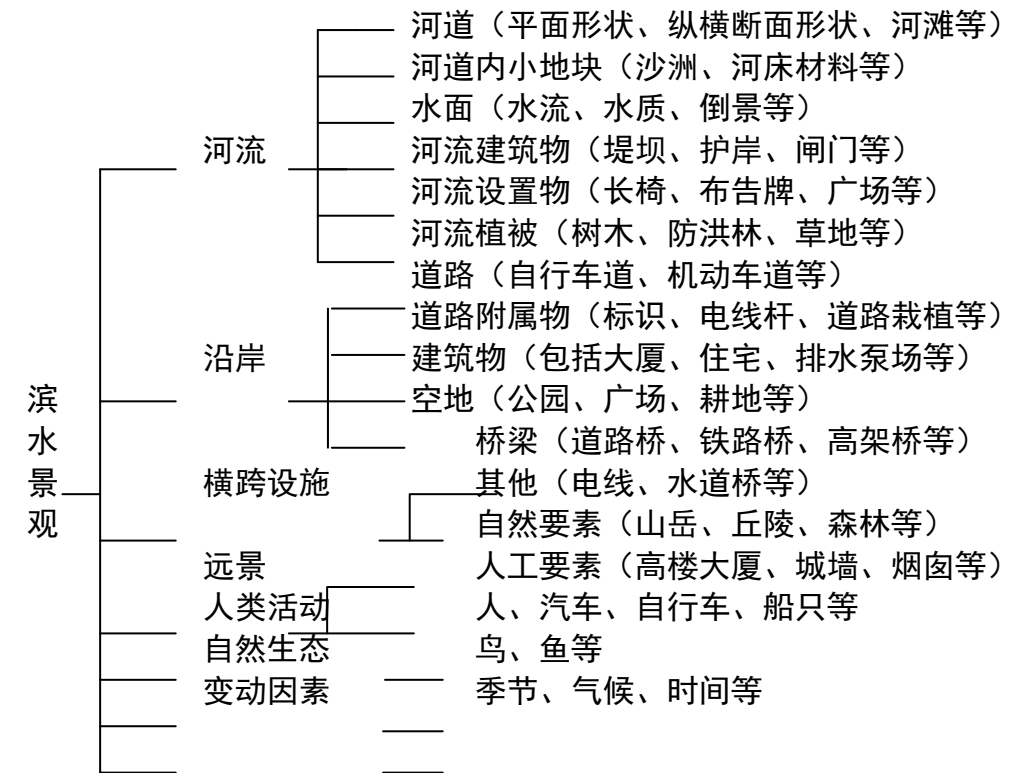 河道（平面形状、纵横断面形状、河滩等）
河道内小地块（沙洲、河床材料等）
水面（水流、水质、倒景等）
河流 河流建筑物（堤坝、护岸、闸门等）
河流设置物（长椅、布告牌、广场等）
河流植被（树木、防洪林、草地等）
道路（自行车道、机动车道等）
道路附属物（标识、电线杆、道路栽植等）
沿岸 建筑物（包括大厦、住宅、排水泵场等）
空地（公园、广场、耕地等）
桥梁（道路桥、铁路桥、高架桥等）
滨水景观
横跨设施 其他（电线、水道桥等）
自然要素（山岳、丘陵、森林等）
远景 人工要素（高楼大厦、城墙、烟囱等）
人类活动 人、汽车、自行车、船只等
自然生态 鸟、鱼等
变动因素 季节、气候、时间等